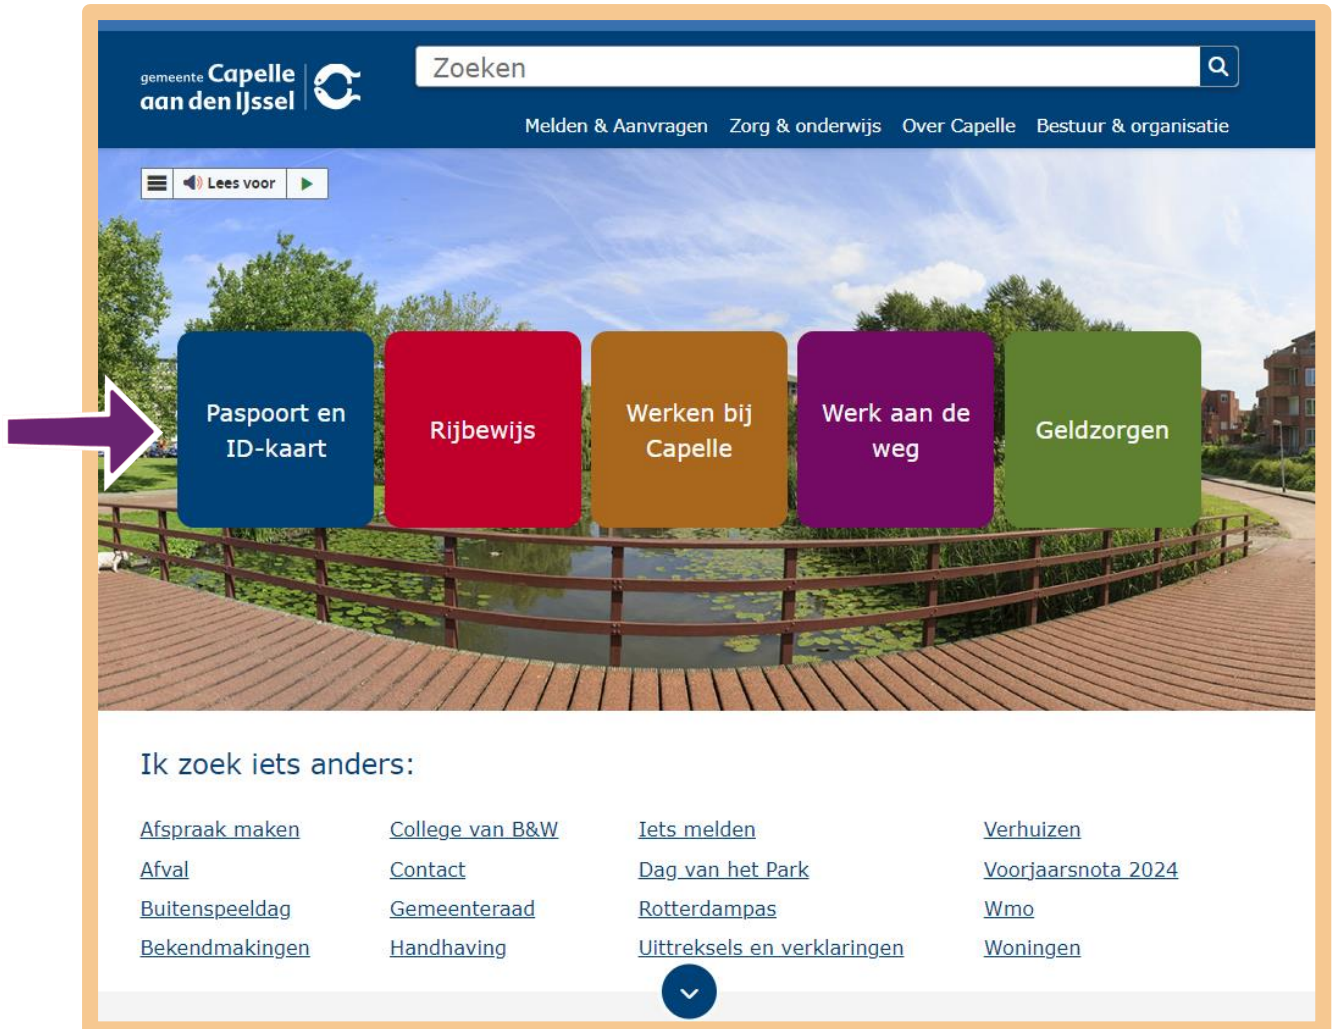 gemeente Capelle
aan den IJssel
Zoeken
Melden & Aanvragen Zorg & onderwijs Over Capelle Bestuur & organisatie
Lees voor
Paspoort en
ID-kaart
Rijbewijs
Werken bij
Capelle
Werk aan de
weg
Geldzorgen
Ik zoek iets anders:
Afspraak maken College van B&W Iets melden Verhuizen
Afval Contact Dag van het Park Voorjaarsnota 2024
Buitenspeeldag Gemeenteraad Rotterdampas Wmo
Bekendmakingen Handhaving Uittreksels en verklaringen Woningen